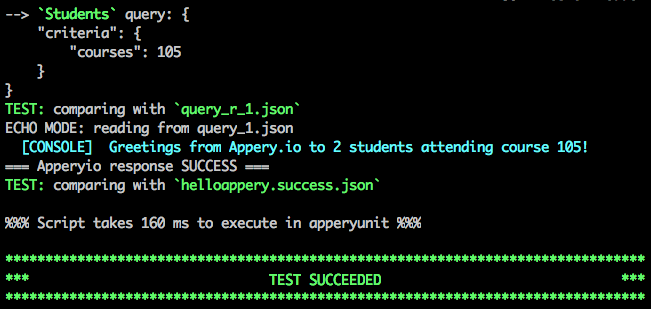 --> `Students` query: {
    "criteria": {
        "courses": 105
    }
}
TEST: comparing with `query_r_1.json`
ECHO MODE: reading from query_1.json
  [CONSOLE]  Greetings from Appery.io to 2 students attending course 105!
=== Apperyio response SUCCESS ===
TEST: comparing with `helloappery.success.json`
%%% Script takes 160 ms to execute in apperyunit %%%
********************************************************************************
***                              TEST SUCCEEDED                              ***
********************************************************************************